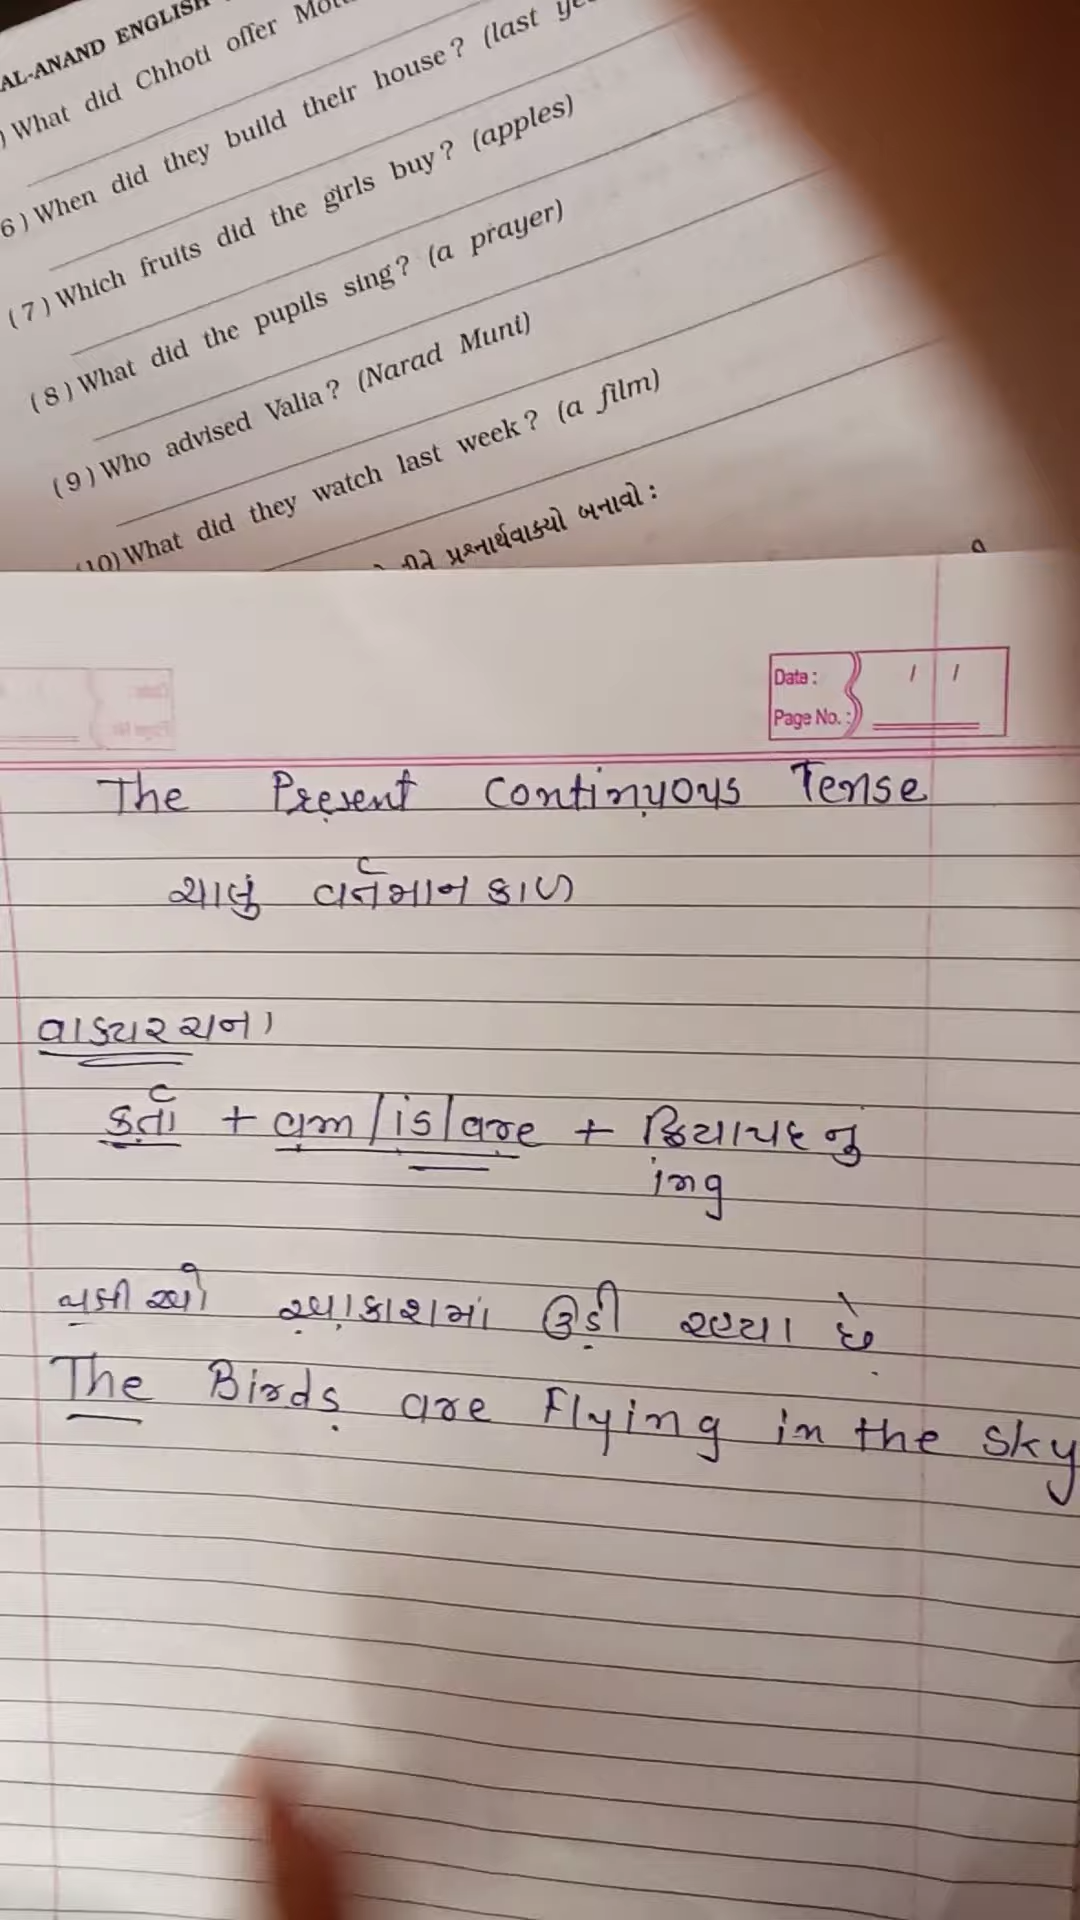 AL-ANAND ENGLISH
) What did Chhoti offer
6) When did they build their house? (last
(7) Which fruits did the girls buy? (apples)
(8) What did the pupils sing? (a prayer)
(9) Who advised Valia? (Narad Muni)
(10) What did they watch last week? (a film)
પ્રશ્નાર્થવાક્યો બનાવો :
Date : / /
Page No. :
The Present Continuous Tense
ચાલું વર્તમાન કાળ
વાક્યરચના
કર્તા + am / is / are + ક્રિયાપદ નું
ing
પક્ષીઓ આકાશમાં ઊડી રહ્યા છે
The Birds are Flying in the sky